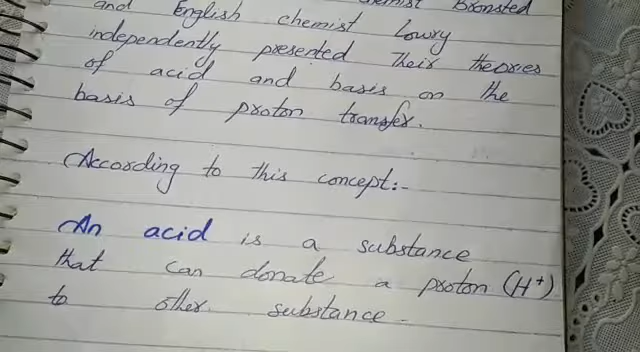 and English chemist Lowry
independently presented Their theories
of acid and basis on the
basis of proton transfer.
According to this concept:-
An acid is a substance
that can donate a proton (H+)
to other substance.